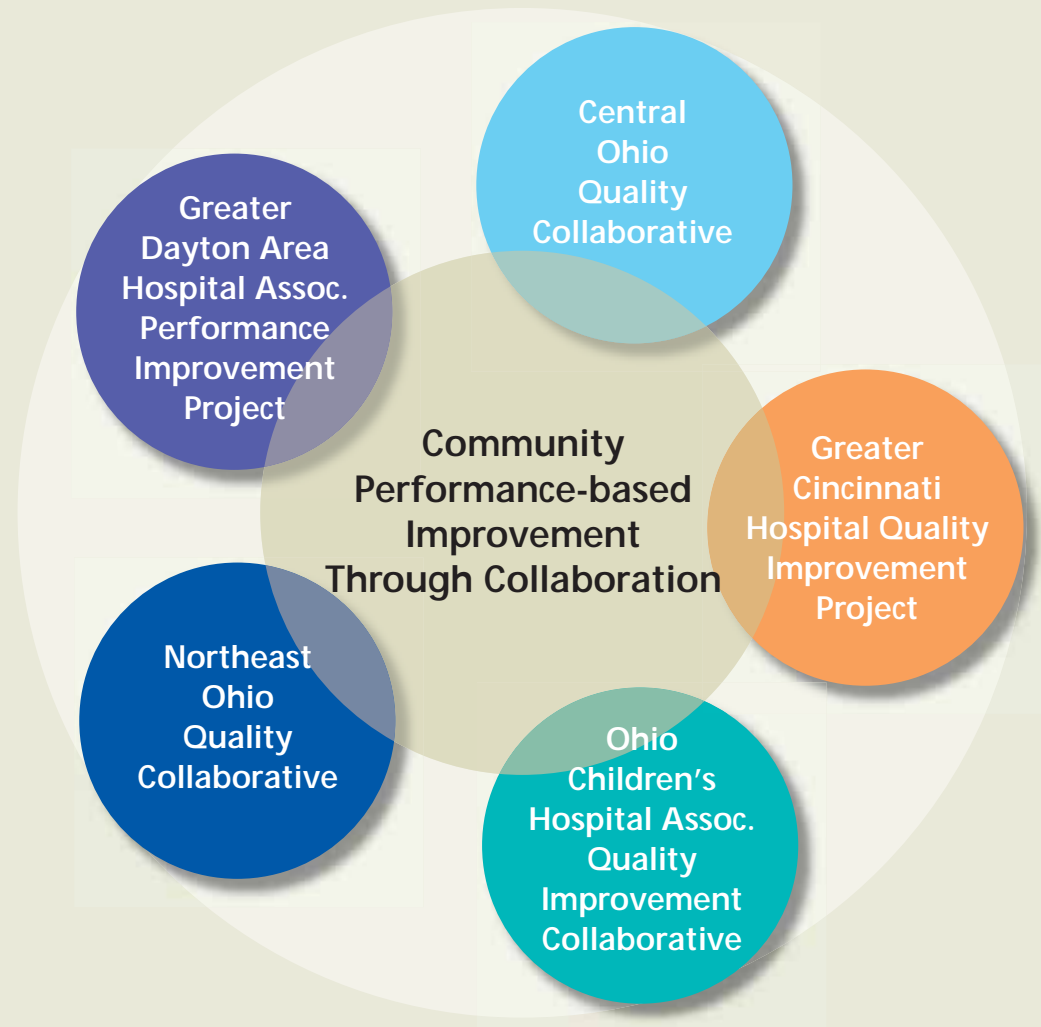 Central
Ohio
Quality
Collaborative
Greater
Dayton Area
Hospital Assoc.
Performance
Improvement
Project
Community
Performance-based
Improvement
Through Collaboration
Greater
Cincinnati
Hospital Quality
Improvement
Project
Northeast
Ohio
Quality
Collaborative
Ohio
Children's
Hospital Assoc.
Quality
Improvement
Collaborative